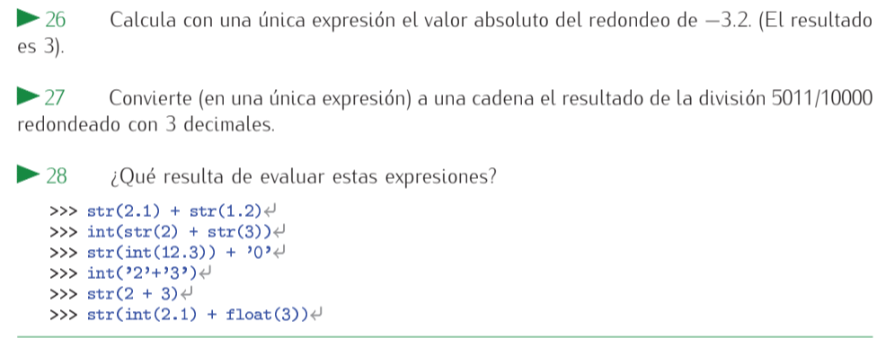 26 Calcula con una única expresión el valor absoluto del redondeo de −3.2. (El resultado
es 3).
27 Convierte (en una única expresión) a una cadena el resultado de la división 5011/10000
redondeado con 3 decimales.
28 ¿Qué resulta de evaluar estas expresiones?
>>> str(2.1) + str(1.2)↵
>>> int(str(2) + str(3))↵
>>> str(int(12.3)) + ’0’↵
>>> int(’2’+’3’)↵
>>> str(2 + 3)↵
>>> str(int(2.1) + float(3))↵